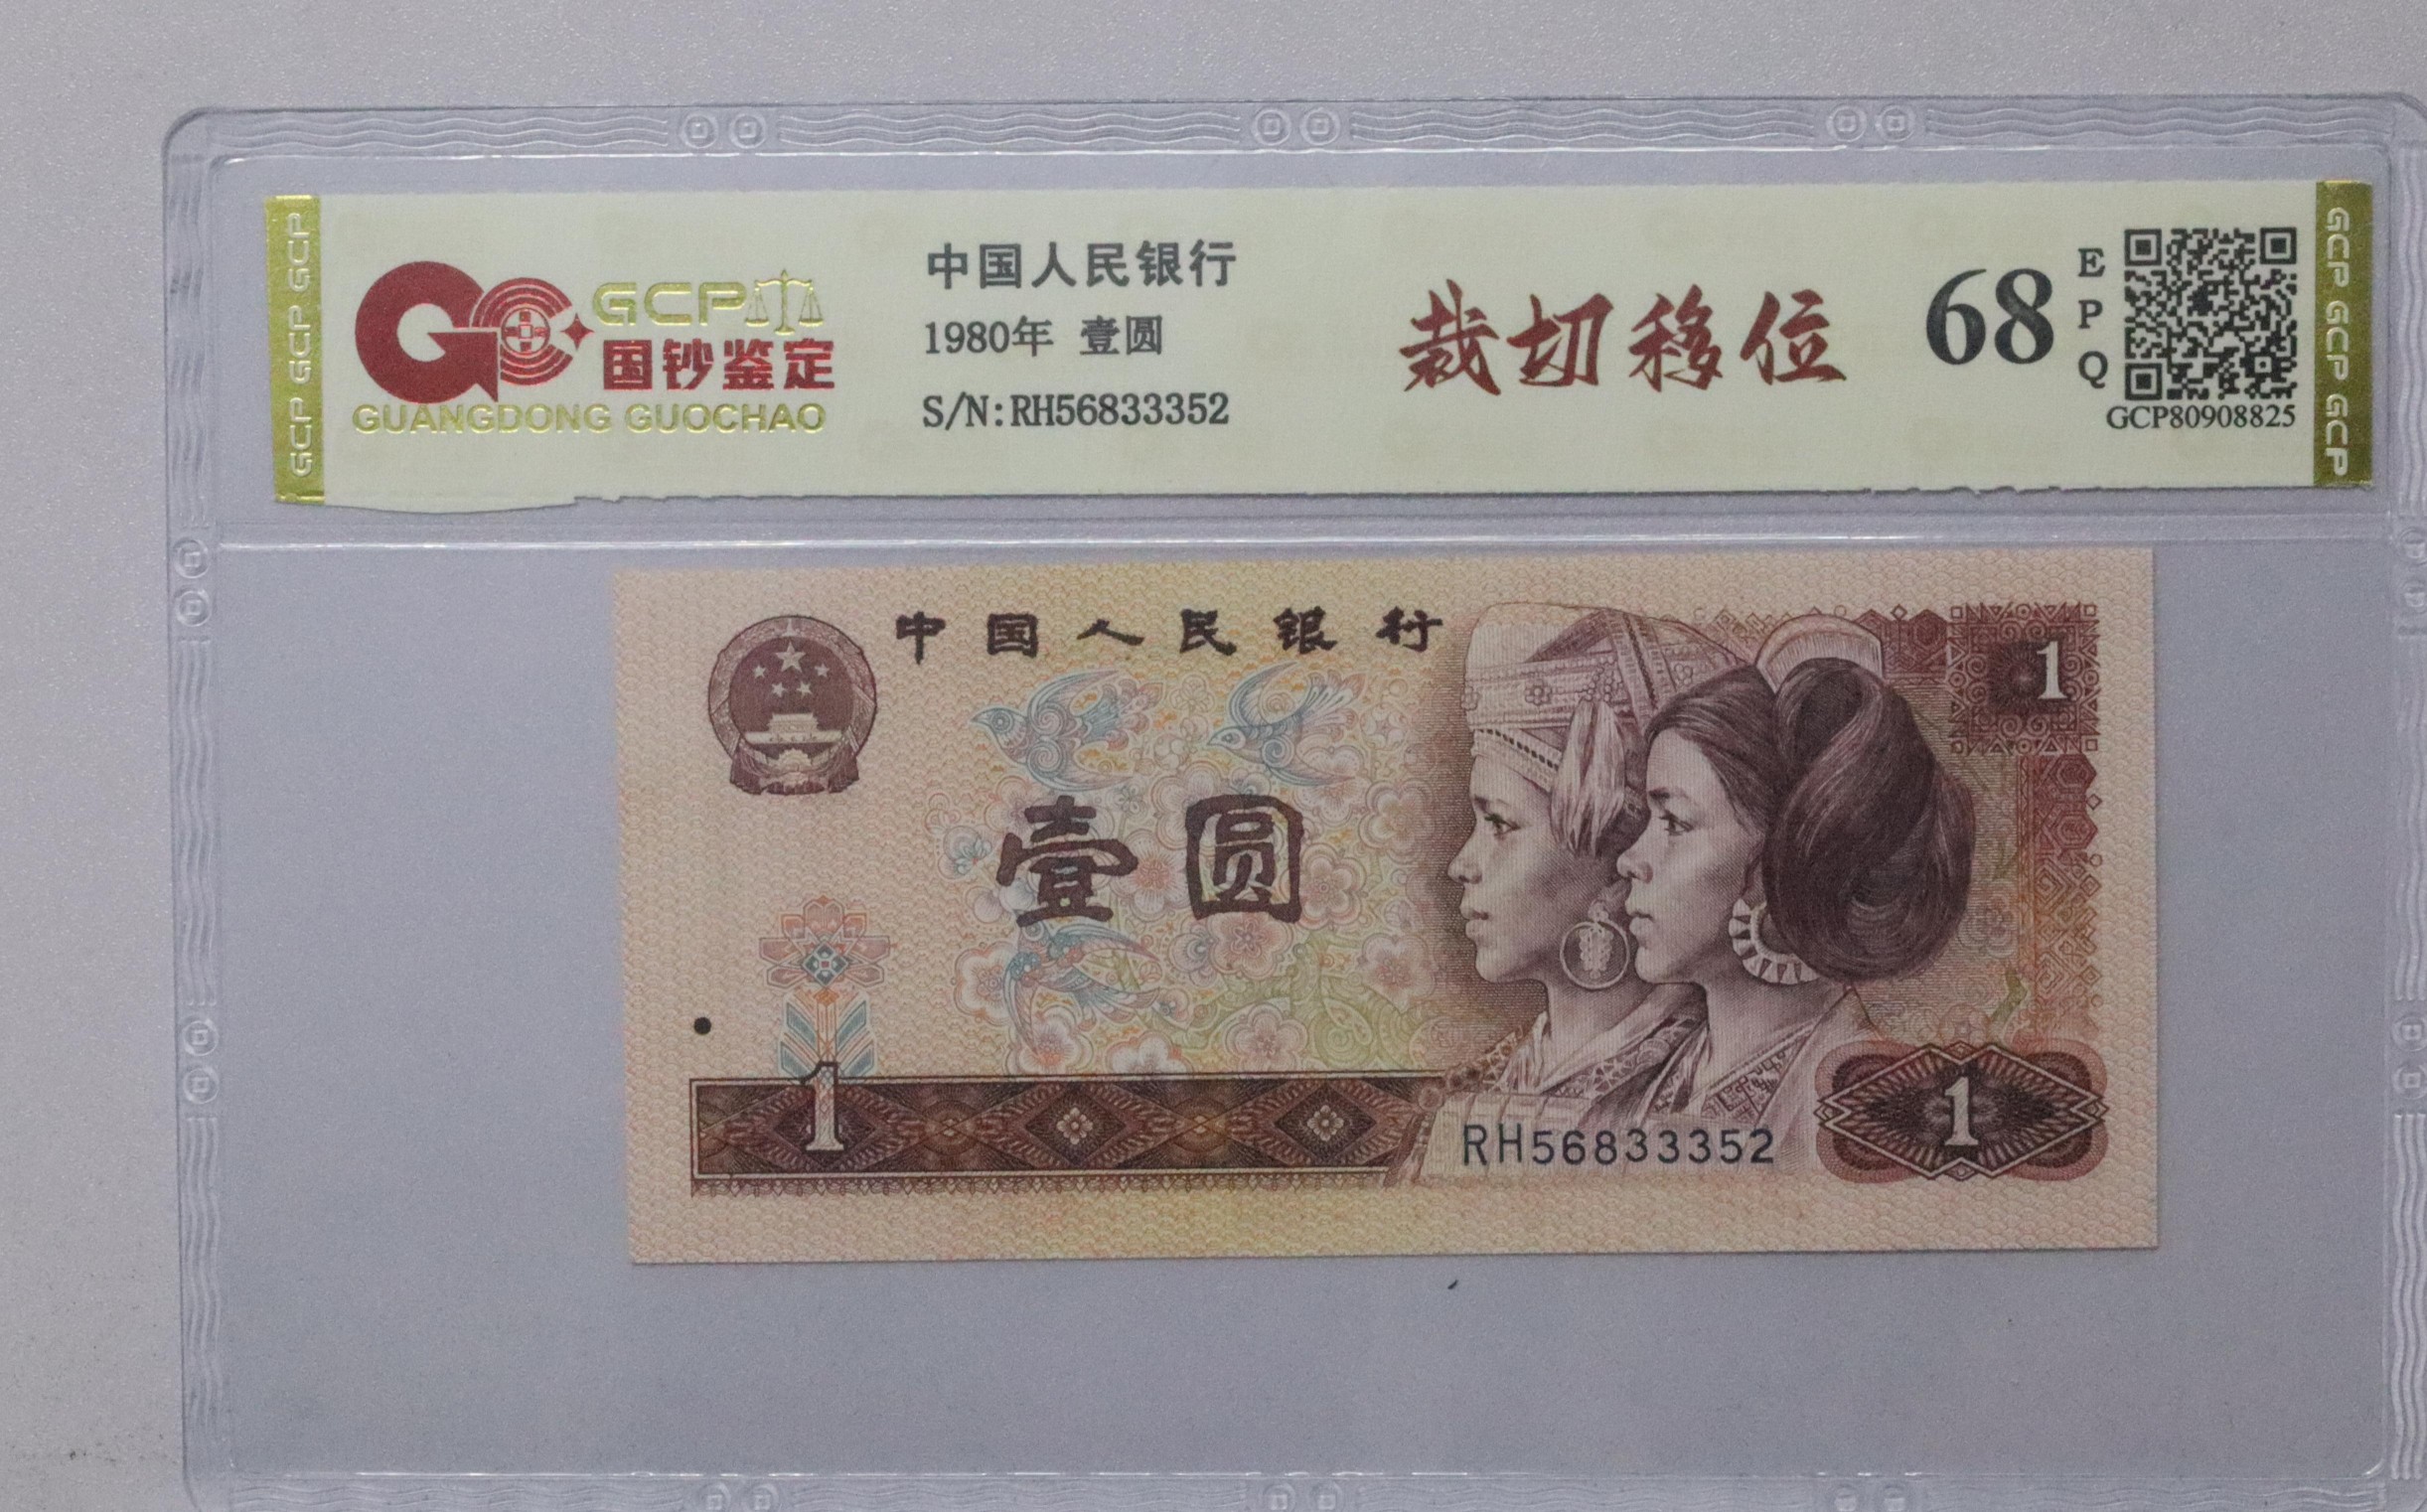 GCP GCP GCP
GCP
国钞鉴定
GUANGDONG GUOCHAO
中国人民银行
1980年 壹圆
S/N:RH56833352
裁切移位
68
EPQ
GCP80908825
GCP GCP GCP
中国人民银行
1
壹圆
1
RH56833352
1